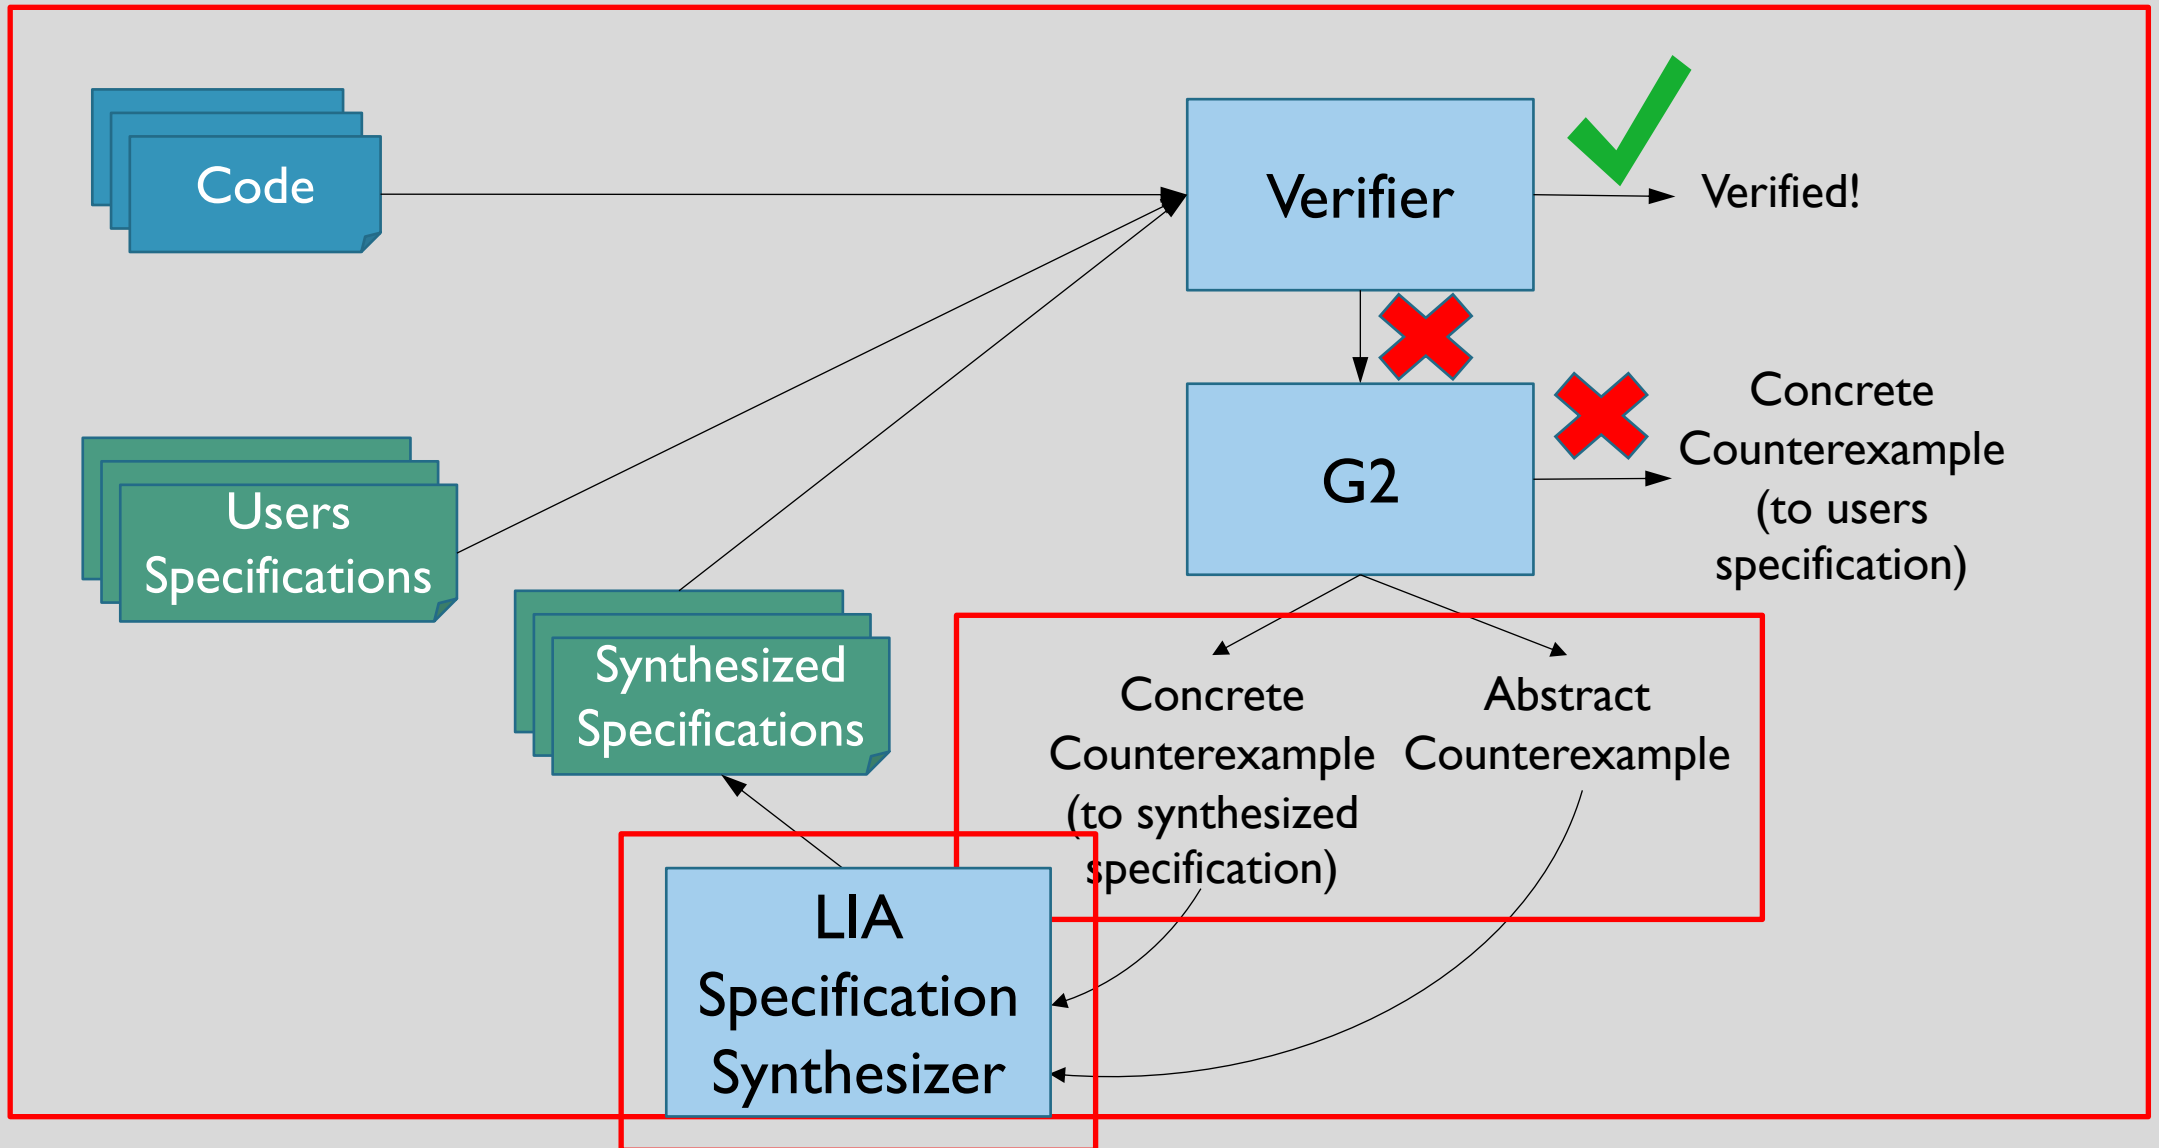 Code
Verifier
Verified!
Users
Specifications
G2
Concrete
Counterexample
(to users
specification)
Synthesized
Specifications
Concrete
Counterexample
(to synthesized
specification)
Abstract
Counterexample
LIA
Specification
Synthesizer